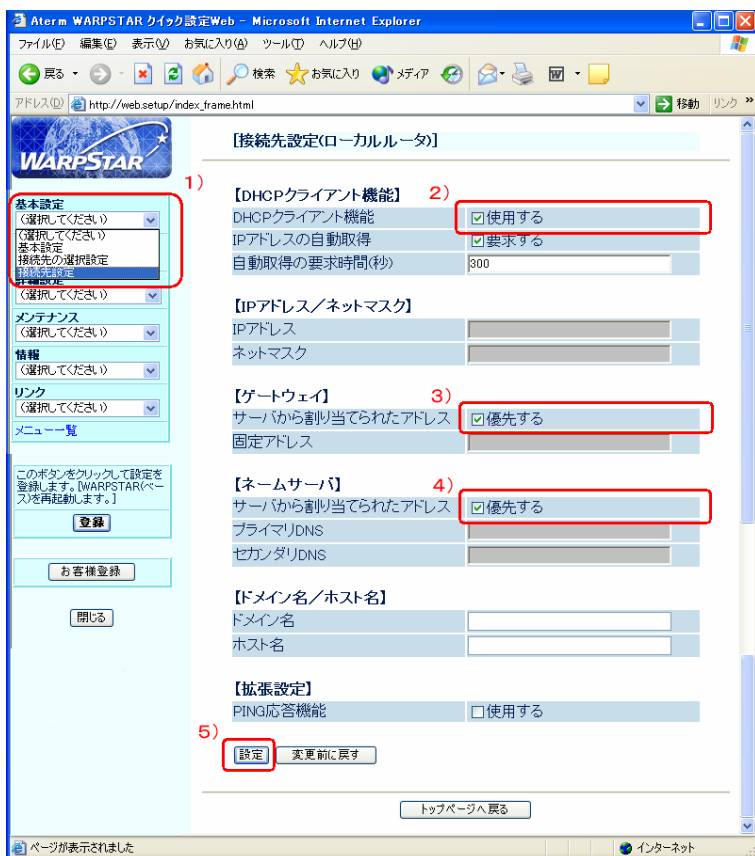 Aterm WARPSTAR クイック設定Web - Microsoft Internet Explorer
ファイル(F) 編集(E) 表示(V) お気に入り(A) ツール(T) ヘルプ(H)
戻る 検索 お気に入り メディア
アドレス(D) http://web.setup/index_frame.html 移動 リンク »
WARPSTAR
1)
基本設定
(選択してください)
(選択してください)
基本設定
接続先の選択設定
接続先設定
詳細設定
(選択してください)
メンテナンス
(選択してください)
情報
(選択してください)
リンク
(選択してください)
メニュー一覧
このボタンをクリックして設定を
登録します。[WARPSTAR(ベー
ス)を再起動します。]
登録
お客様登録
閉じる
[接続先設定(ローカルルータ)]
【DHCPクライアント機能】 2)
DHCPクライアント機能 使用する
IPアドレスの自動取得 要求する
自動取得の要求時間(秒) 300
【IPアドレス／ネットマスク】
IPアドレス
ネットマスク
【ゲートウェイ】 3)
サーバから割り当てられたアドレス 優先する
固定アドレス
【ネームサーバ】 4)
サーバから割り当てられたアドレス 優先する
プライマリDNS
セカンダリDNS
【ドメイン名／ホスト名】
ドメイン名
ホスト名
【拡張設定】
PING応答機能 使用する
5)
設定 変更前に戻す
トップページへ戻る
ページが表示されました インターネット